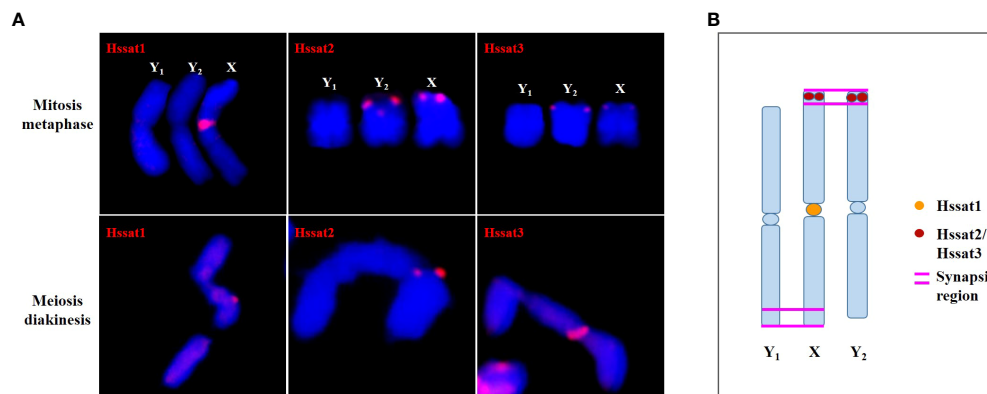 A
Hssat1
Y1 Y2 X
Hssat2
Y1 Y2 X
Hssat3
Y1 Y2 X
Mitosis
metaphase
Hssat1
Hssat2
Hssat3
Meiosis
diakinesis
B
Hssat1
Hssat2/
Hssat3
Synapsi
region
Y1 X Y2